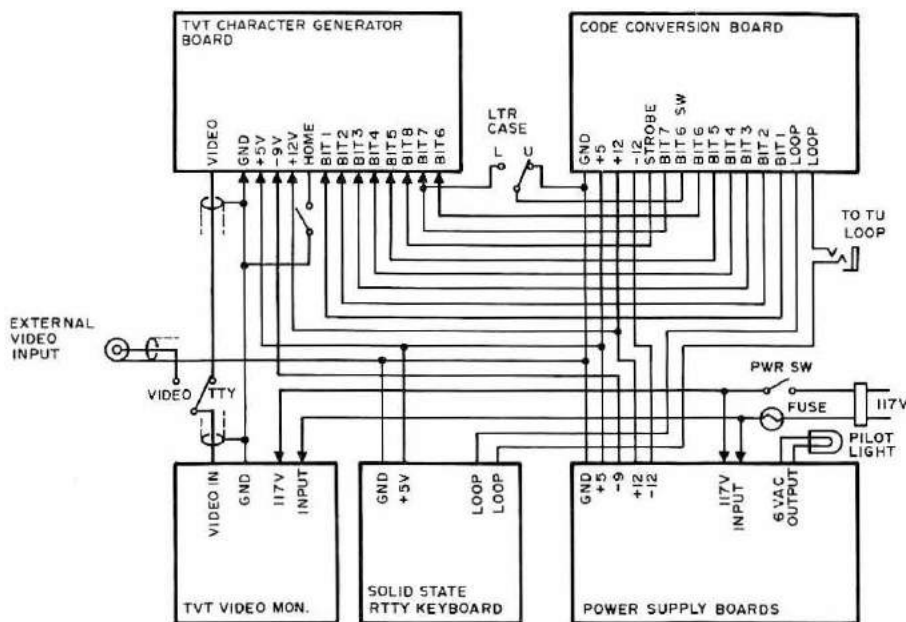 TVT CHARACTER GENERATOR
BOARD
VIDEO
GND
+5V
-9V
+12V
HOME
BIT 1
BIT 2
BIT 3
BIT 4
BIT 5
BIT 8
BIT 7
BIT 6
LTR
CASE
L
U
CODE CONVERSION BOARD
GND
+5
+12
-12
STROBE
BIT 7
BIT 6 SW
BIT 6
BIT 5
BIT 4
BIT 3
BIT 2
BIT 1
LOOP
LOOP
TO TU
LOOP
EXTERNAL
VIDEO
INPUT
VIDEO
TTY
PWR SW
FUSE
117V
PILOT
LIGHT
VIDEO IN
GND
117V
INPUT
TVT VIDEO MON.
GND
+5V
LOOP
LOOP
SOLID STATE
RTTY KEYBOARD
GND
+5
-9
+12
-12
117V
INPUT
6 VAC
OUTPUT
POWER SUPPLY BOARDS